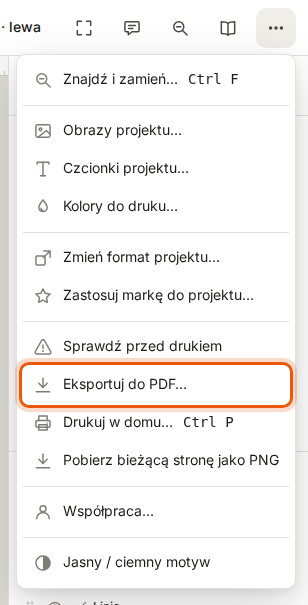 · lewa
Znajdź i zamień... Ctrl F
Obrazy projektu...
Czcionki projektu...
Kolory do druku...
Zmień format projektu...
Zastosuj markę do projektu...
Sprawdź przed drukiem
Eksportuj do PDF...
Drukuj w domu... Ctrl P
Pobierz bieżącą stronę jako PNG
Współpraca...
Jasny / ciemny motyw